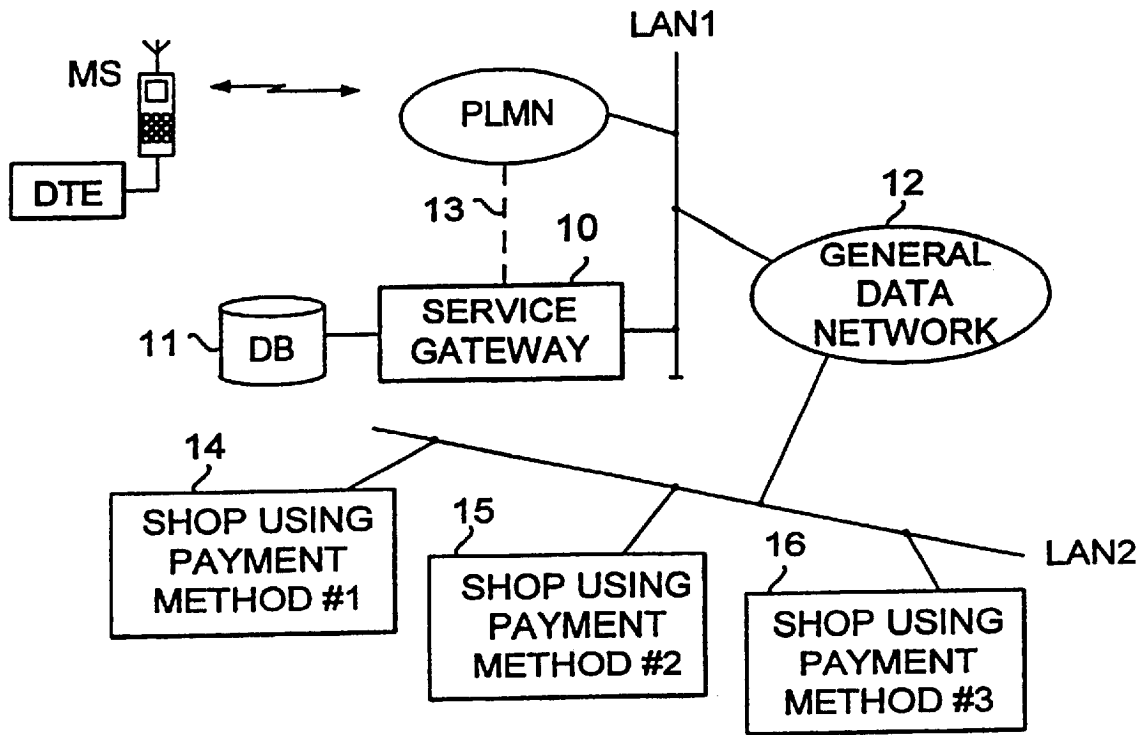 LAN1
MS
PLMN
DTE
13
10
12
GENERAL
DATA
NETWORK
11
DB
SERVICE
GATEWAY
14
SHOP USING
PAYMENT
METHOD #1
15
SHOP USING
PAYMENT
METHOD #2
16
SHOP USING
PAYMENT
METHOD #3
LAN2